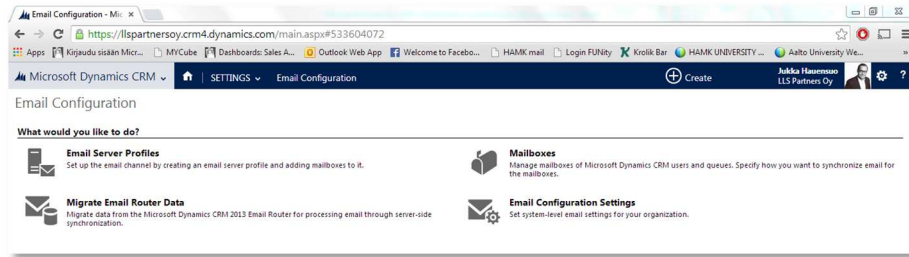 Email Configuration - Mic
https://llspartnersoy.crm4.dynamics.com/main.aspx#533604072
Apps Kirjaudu sisään Micr... MYCube Dashboards: Sales A... Outlook Web App Welcome to Facebo... HAMK mail Login FUNity Krolik Bar HAMK UNIVERSITY ... Aalto University We... »
Microsoft Dynamics CRM SETTINGS Email Configuration Create Jukka Hauensuo ?
LLS Partners Oy
Email Configuration
What would you like to do?
Email Server Profiles
Set up the email channel by creating an email server profile and adding mailboxes to it.
Mailboxes
Manage mailboxes of Microsoft Dynamics CRM users and queues. Specify how you want to synchronize email for
the mailboxes.
Migrate Email Router Data
Migrate data from the Microsoft Dynamics CRM 2013 Email Router for processing email through server-side
synchronization.
Email Configuration Settings
Set system-level email settings for your organization.